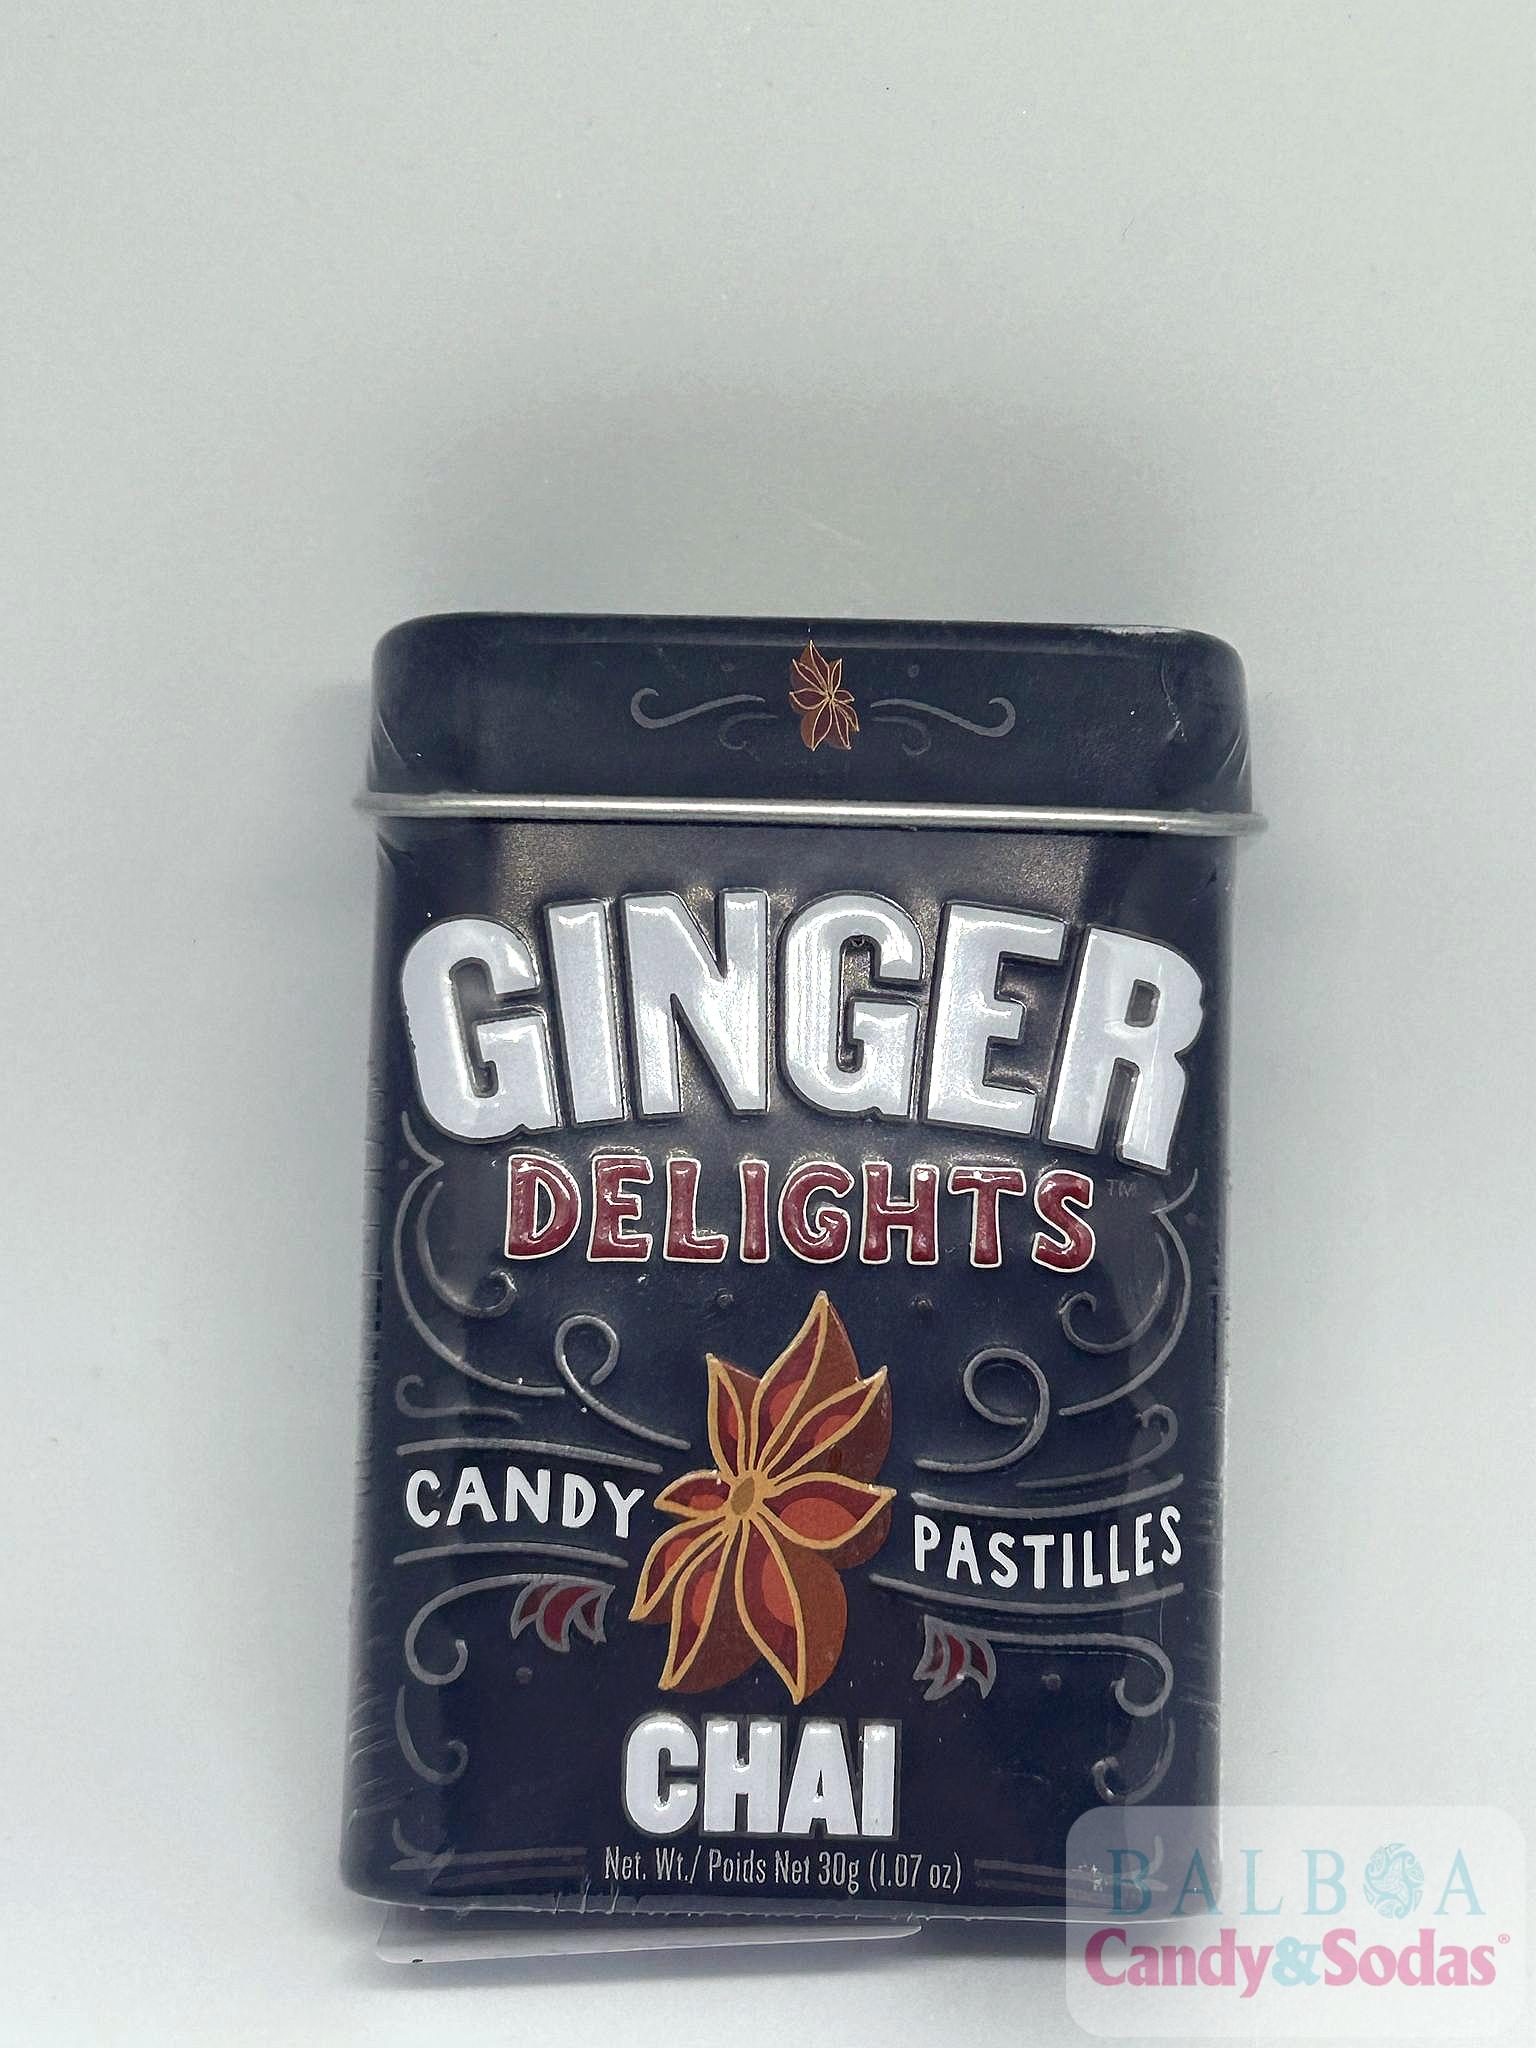 GINGER
DELIGHTS™
CANDY PASTILLES
CHAI
Net. Wt./ Poids Net 30g (1.07 oz)
BALBOA
Candy&Sodas®